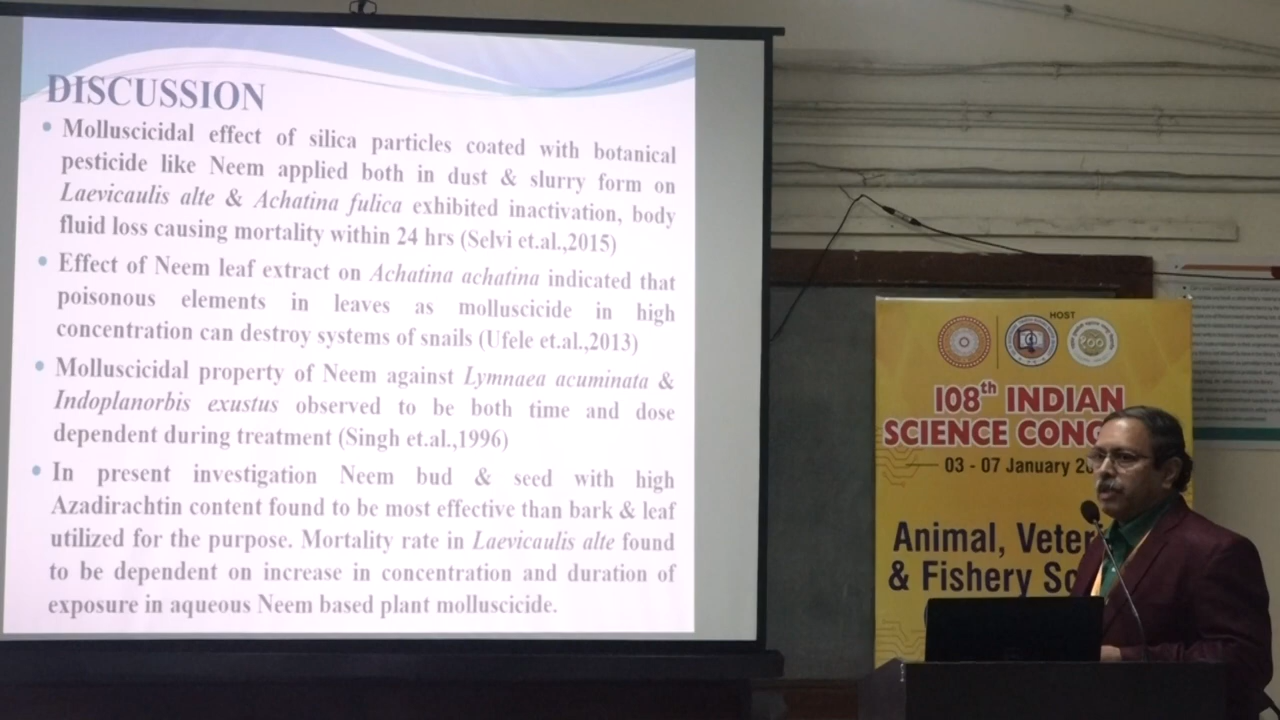 DISCUSSION
• Molluscicidal effect of silica particles coated with botanical
pesticide like Neem applied both in dust & slurry form on
Laevicaulis alte & Achatina fulica exhibited inactivation, body
fluid loss causing mortality within 24 hrs (Selvi et.al.,2015)
• Effect of Neem leaf extract on Achatina achatina indicated that
poisonous elements in leaves as molluscicide in high
concentration can destroy systems of snails (Ufele et.al.,2013)
• Molluscicidal property of Neem against Lymnaea acuminata &
Indoplanorbis exustus observed to be both time and dose
dependent during treatment (Singh et.al.,1996)
• In present investigation Neem bud & seed with high
Azadirachtin content found to be most effective than bark & leaf
utilized for the purpose. Mortality rate in Laevicaulis alte found
to be dependent on increase in concentration and duration of
exposure in aqueous Neem based plant molluscicide.
HOST
108th INDIAN
SCIENCE CONG
03 - 07 January 20
Animal, Veter
& Fishery Sc